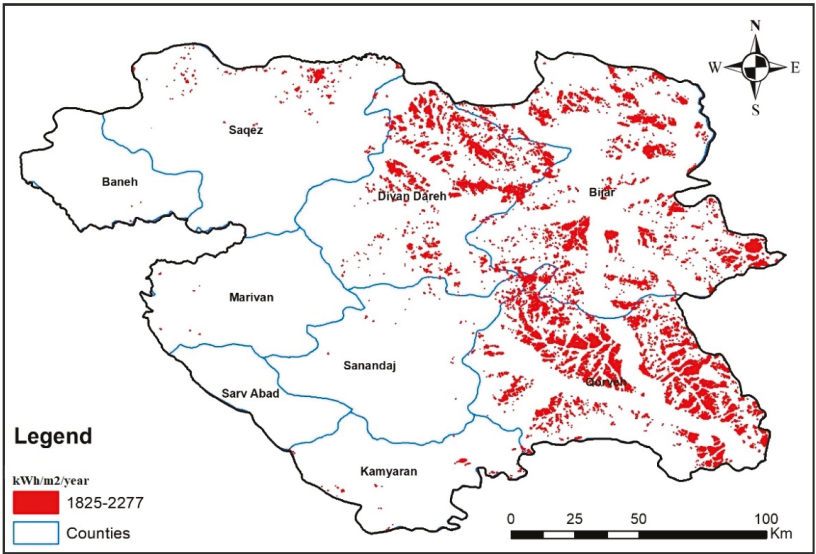 N
W E
S
Saqez
Baneh
Divan Dareh
Bijar
Marivan
Sanandaj
Sarv Abad
Qorveh
Kamyaran
Legend
kWh/m2/year
1825-2277
Counties
0 25 50 100
Km